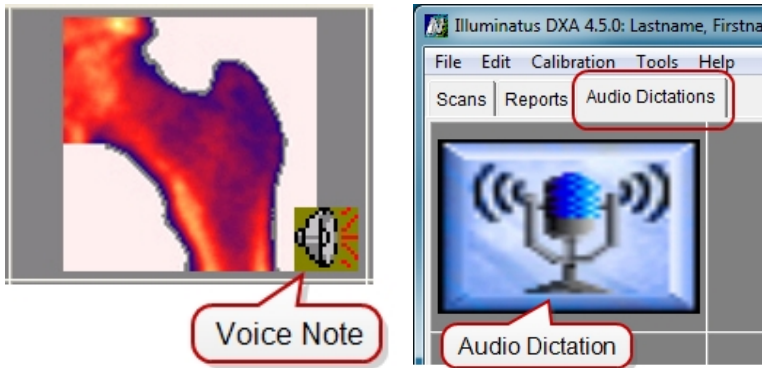 Voice Note
Illuminatus DXA 4.5.0: Lastname, Firstna
File Edit Calibration Tools Help
Scans Reports Audio Dictations
Audio Dictation